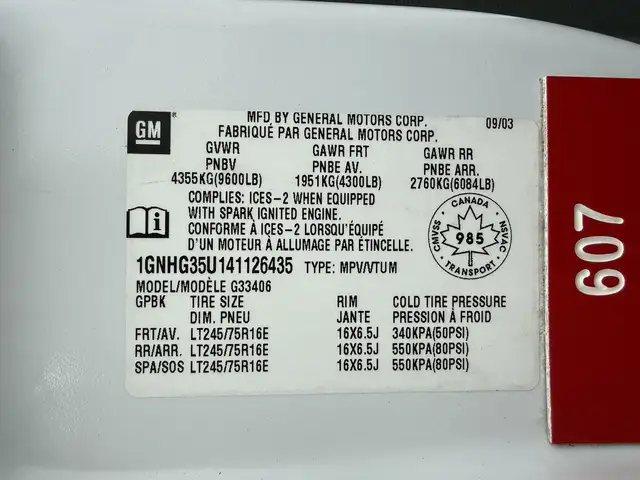 GM
MFD BY GENERAL MOTORS CORP. 09/03
FABRIQUÉ PAR GENERAL MOTORS CORP.
GVWR GAWR FRT GAWR RR
PNBV PNBE AV. PNBE ARR.
4355KG(9600LB) 1951KG(4300LB) 2760KG(6084LB)
COMPLIES: ICES-2 WHEN EQUIPPED
WITH SPARK IGNITED ENGINE.
CONFORME À ICES-2 LORSQU'ÉQUIPÉ
D'UN MOTEUR À ALLUMAGE PAR ÉTINCELLE.
CANADA
CMVSS 985 NSVAC
TRANSPORT
1GNHG35U141126435 TYPE: MPV/VTUM
MODEL/MODÈLE G33406
GPBK TIRE SIZE RIM COLD TIRE PRESSURE
DIM. PNEU JANTE PRESSION À FROID
FRT/AV. LT245/75R16E 16X6.5J 340KPA(50PSI)
RR/ARR. LT245/75R16E 16X6.5J 550KPA(80PSI)
SPA/SOS LT245/75R16E 16X6.5J 550KPA(80PSI)
607